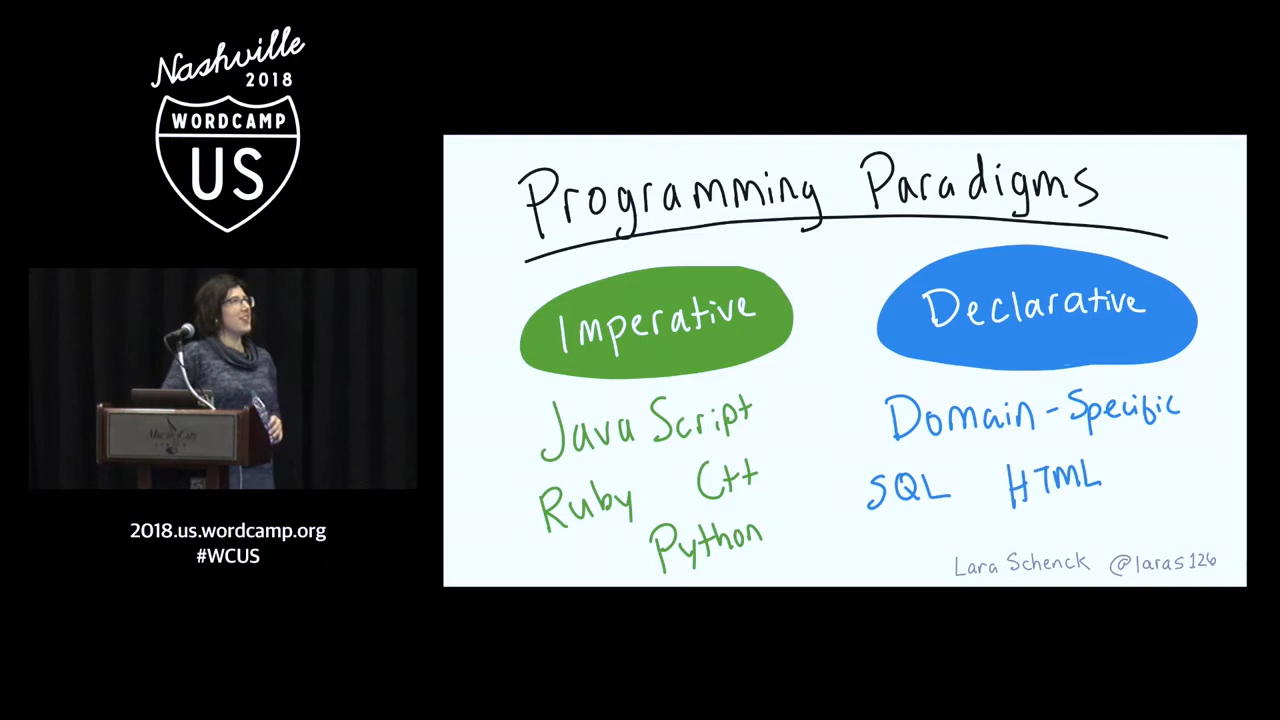 Nashville
2018
WORDCAMP
US
2018.us.wordcamp.org
#WCUS
Programming Paradigms
Imperative
Declarative
JavaScript
Ruby C++
Python
Domain-Specific
SQL HTML
Lara Schenck @laras126